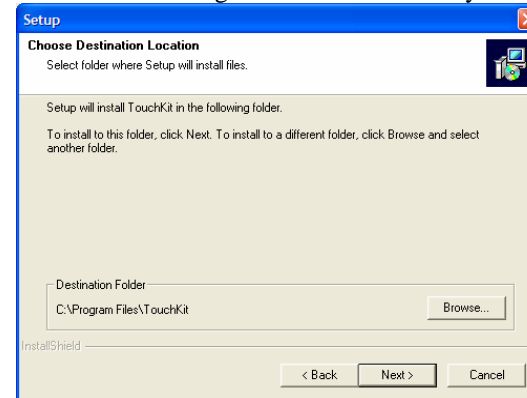 Setup
Choose Destination Location
Select folder where Setup will install files.
Setup will install TouchKit in the following folder.
To install to this folder, click Next. To install to a different folder, click Browse and select
another folder.
Destination Folder
C:\Program Files\TouchKit
Browse...
InstallShield
< Back
Next >
Cancel